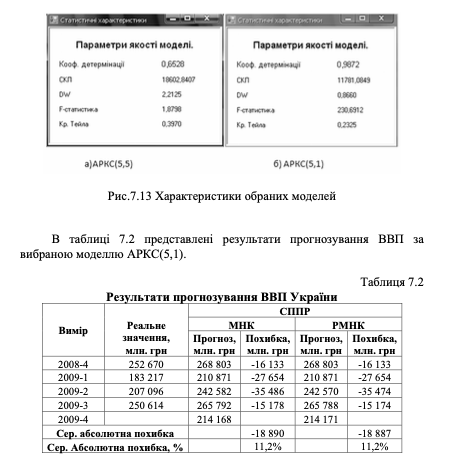 Статистичні характеристики
Параметри якості моделі.
Кооф. детермінації 0,6528
СКП 18602,8407
DW 2,2125
F-статистика 1,8798
Кр. Тейла 0,3970
а)АРКС(5,5)
Статистичні характеристики
Параметри якості моделі.
Кооф. детермінації 0,9872
СКП 11781,0849
DW 0,8660
F-статистика 230,6912
Кр. Тейла 0,2325
б) АРКС(5,1)
Рис.7.13 Характеристики обраних моделей
В таблиці 7.2 представлені результати прогнозування ВВП за
вибраною моделлю АРКС(5,1).
Таблиця 7.2
Результати прогнозування ВВП України
Вимір Реальне значення, млн. грн СППР
МНК РМНК
Прогноз, млн. грн Похибка, млн. грн Прогноз, млн. грн Похибка, млн. грн
2008-4 252 670 268 803 -16 133 268 803 -16 133
2009-1 183 217 210 871 -27 654 210 871 -27 654
2009-2 207 096 242 582 -35 486 242 570 -35 474
2009-3 250 614 265 792 -15 178 265 788 -15 174
2009-4 214 168 214 171
Сер. абсолютна похибка -18 890 -18 887
Сер. Абсолютна похибка, % 11,2% 11,2%